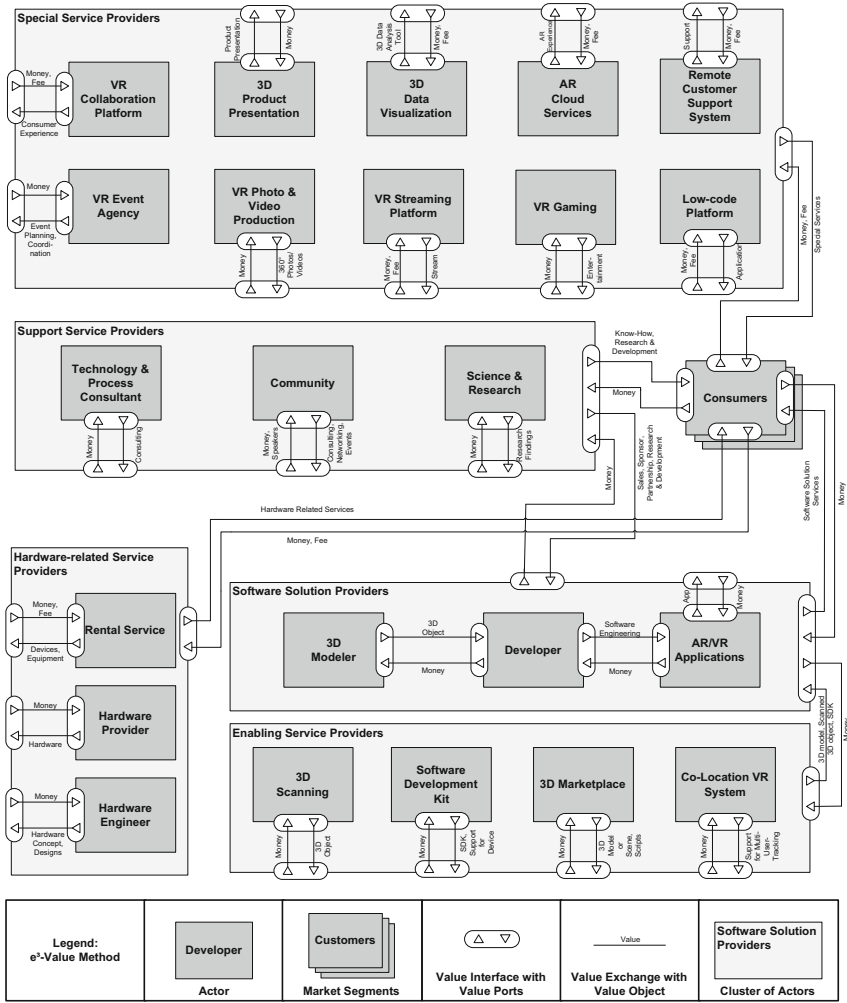 Special Service Providers
Product
Presentation
Money
3D Data
Analysis
Tool
Money,
Fee
AR
Experience
Money,
Fee
Support
Money,
Fee
Money,
Fee
Consumer
Experience
VR
Collaboration
Platform
3D
Product
Presentation
3D
Data
Visualization
AR
Cloud
Services
Remote
Customer
Support
System
Money
Event
Planning,
Coordi-
nation
VR Event
Agency
VR Photo &
Video
Production
VR Streaming
Platform
VR Gaming
Low-code
Platform
Money
360°
Photos/
Videos
Money,
Fee
Stream
Money
Enter-
tainment
Money,
Fee
Application
Money, Fee
Special Services
Support Service Providers
Technology &
Process
Consultant
Community
Science &
Research
Money
Consulting
Money,
Speakers
Consulting,
Networking,
Events
Money
Research
Findings
Know-How,
Research &
Development
Money
Consumers
Money
Sales, Sponsor,
Partnership, Research
& Development
Software Solution
Services
Money
Hardware Related Services
Money, Fee
Hardware-related Service
Providers
Money,
Fee
Devices,
Equipment
Rental Service
Money
Hardware
Hardware
Provider
Money
Hardware
Concept,
Designs
Hardware
Engineer
Software Solution Providers
App
Money
3D
Modeler
3D
Object
Money
Developer
Software
Engineering
Money
AR/VR
Applications
3D model, Scanned
3D object, SDK
Money
Enabling Service Providers
3D
Scanning
Software
Development
Kit
3D Marketplace
Co-Location VR
System
Money
3D
Object
Money
SDK,
Support
for
Device
Money
3D
Model
or
Scene,
Scripts
Money
Support
for Multi-
User-
Tracking
Legend:
e³-Value Method
Developer
Actor
Customers
Market Segments
Value Interface with
Value Ports
Value
Value Exchange with
Value Object
Software Solution
Providers
Cluster of Actors